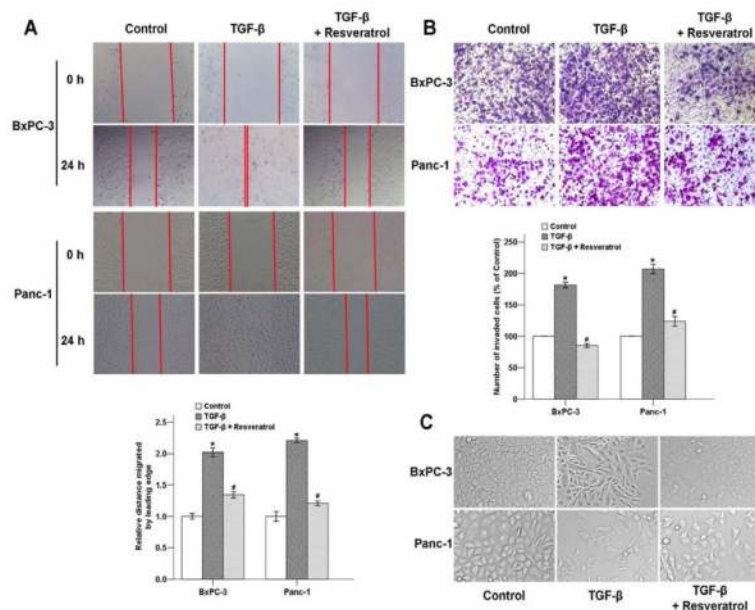 A
Control
TGF-β
TGF-β
+ Resveratrol
BxPC-3
0 h
24 h
Panc-1
0 h
24 h
Control
TGF-β
TGF-β + Resveratrol
Relative distance migrated
by leading edge
2.5
2.0
1.5
1.0
0.0
*
#
*
#
BxPC-3
Panc-1
B
Control
TGF-β
TGF-β
+ Resveratrol
BxPC-3
Panc-1
Control
TGF-β
TGF-β + Resveratrol
Number of invaded cells (% of Control)
250
200
150
100
50
0
*
#
*
#
BxPC-3
Panc-1
C
BxPC-3
Panc-1
Control
TGF-β
TGF-β
+ Resveratrol